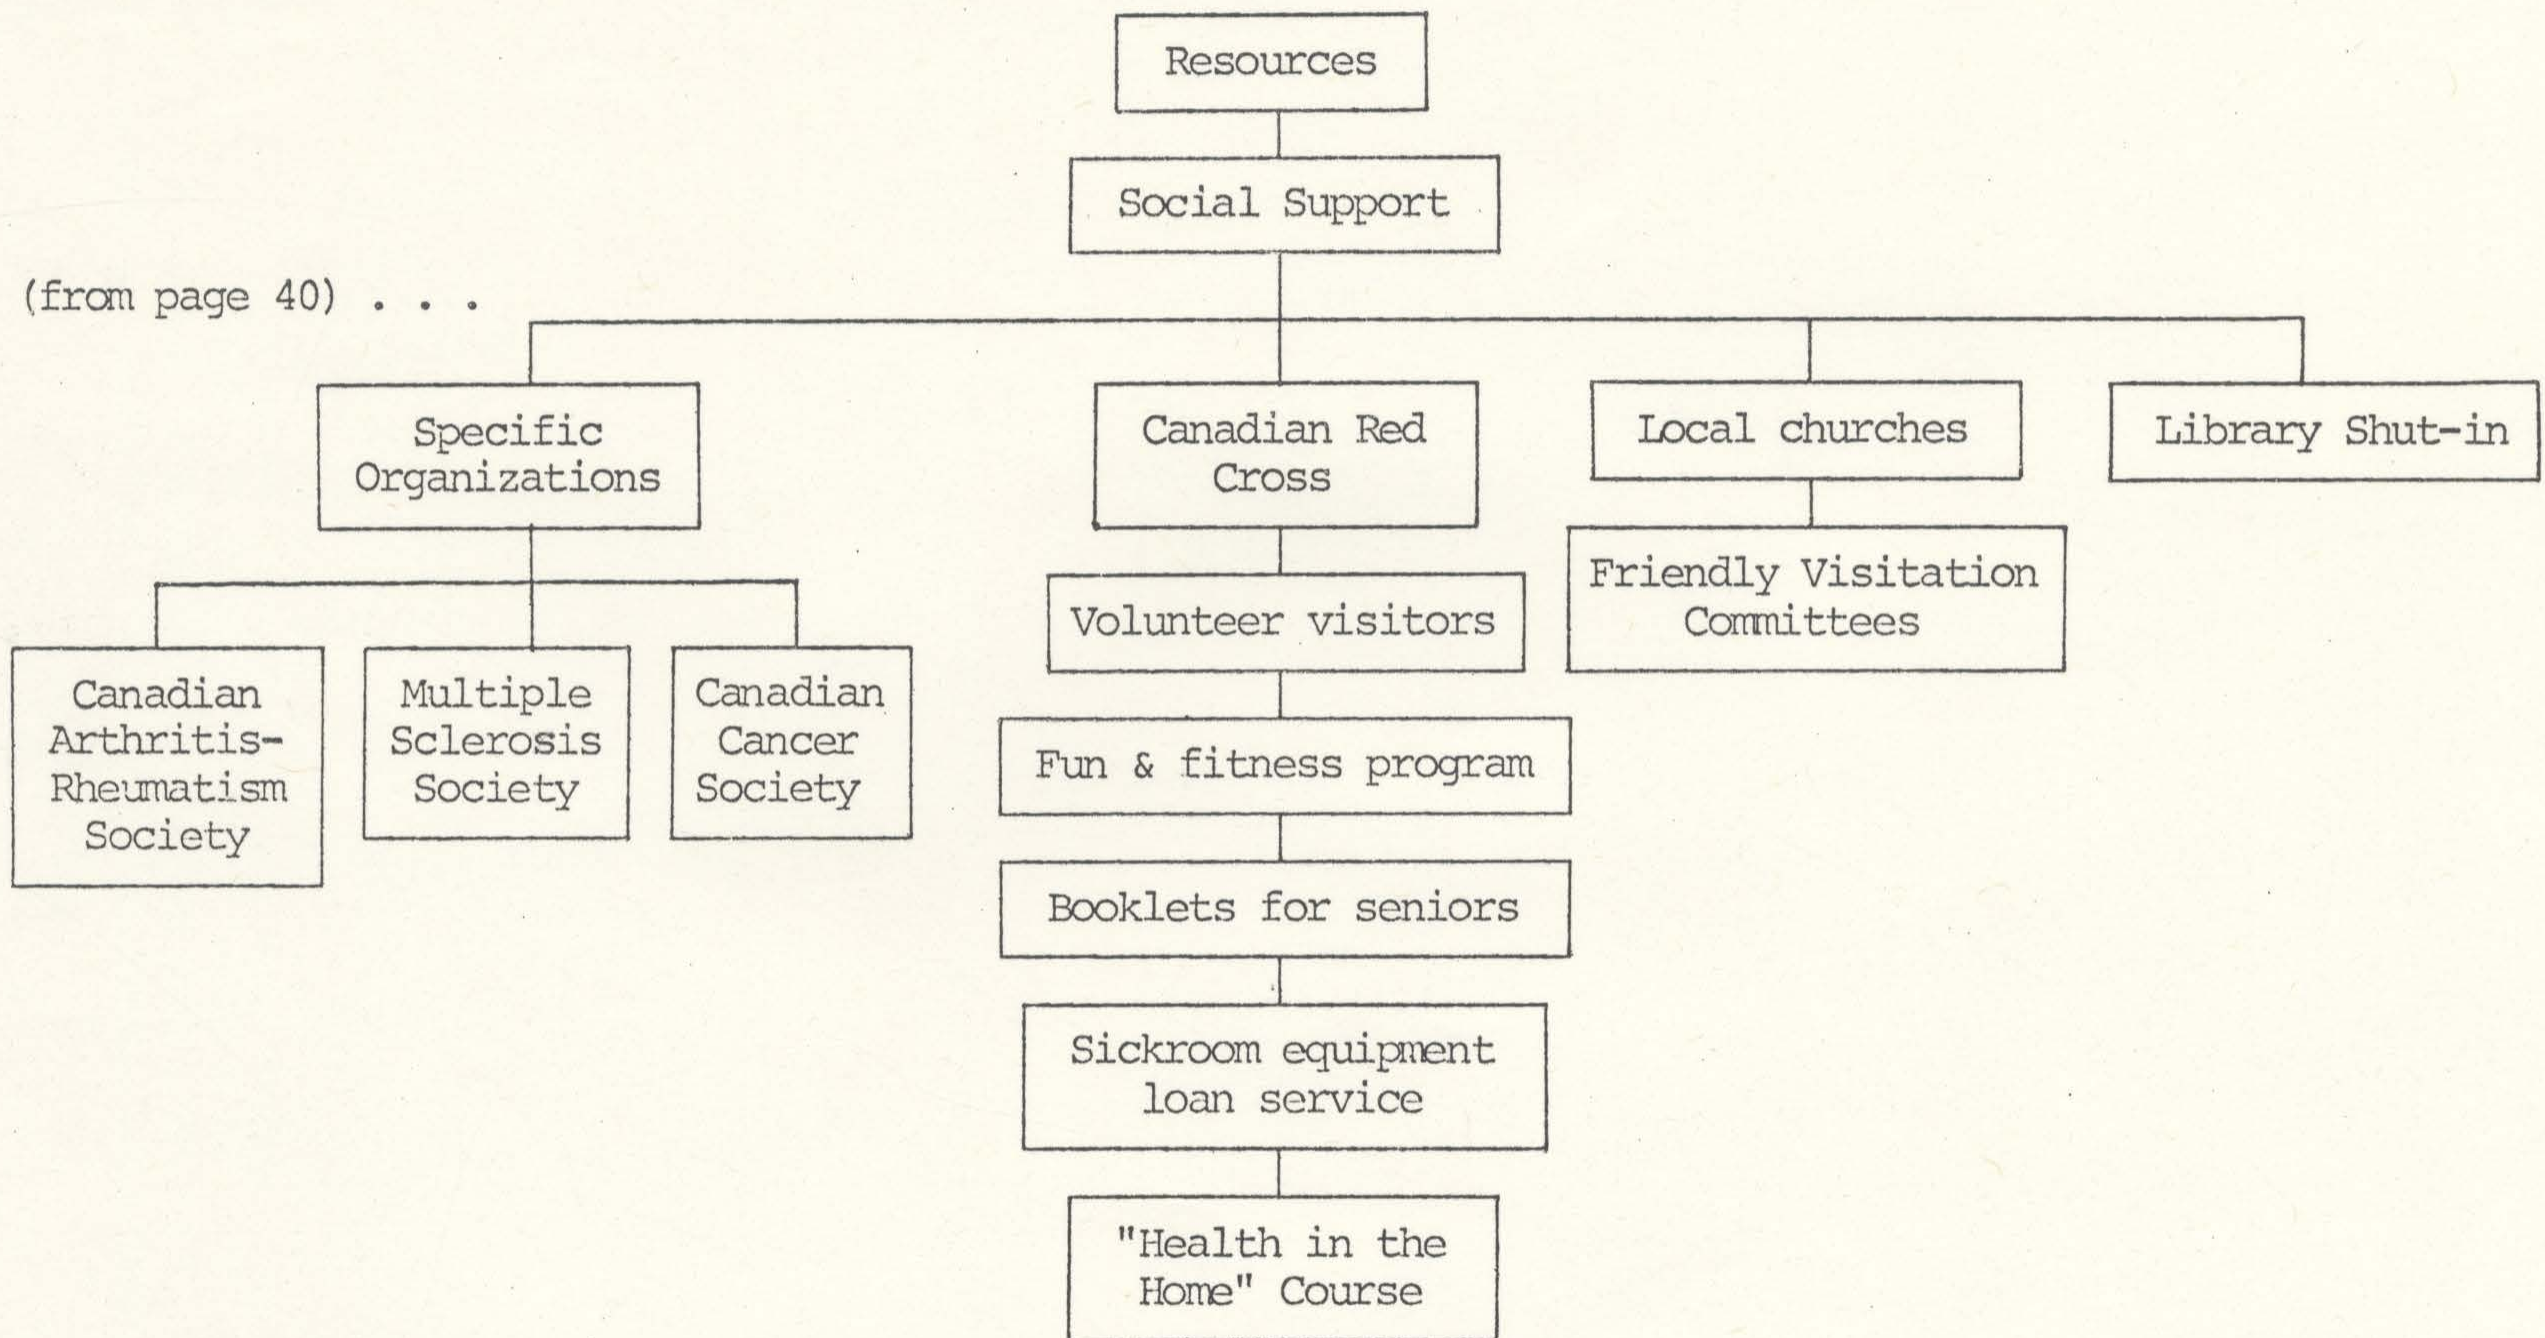 Resources
Social Support
(from page 40) . . .
Specific
Organizations
Canadian Red
Cross
Local churches
Library Shut-in
Canadian
Arthritis-
Rheumatism
Society
Multiple
Sclerosis
Society
Canadian
Cancer
Society
Volunteer visitors
Fun & fitness program
Booklets for seniors
Sickroom equipment
loan service
"Health in the
Home" Course
Friendly Visitation
Committees